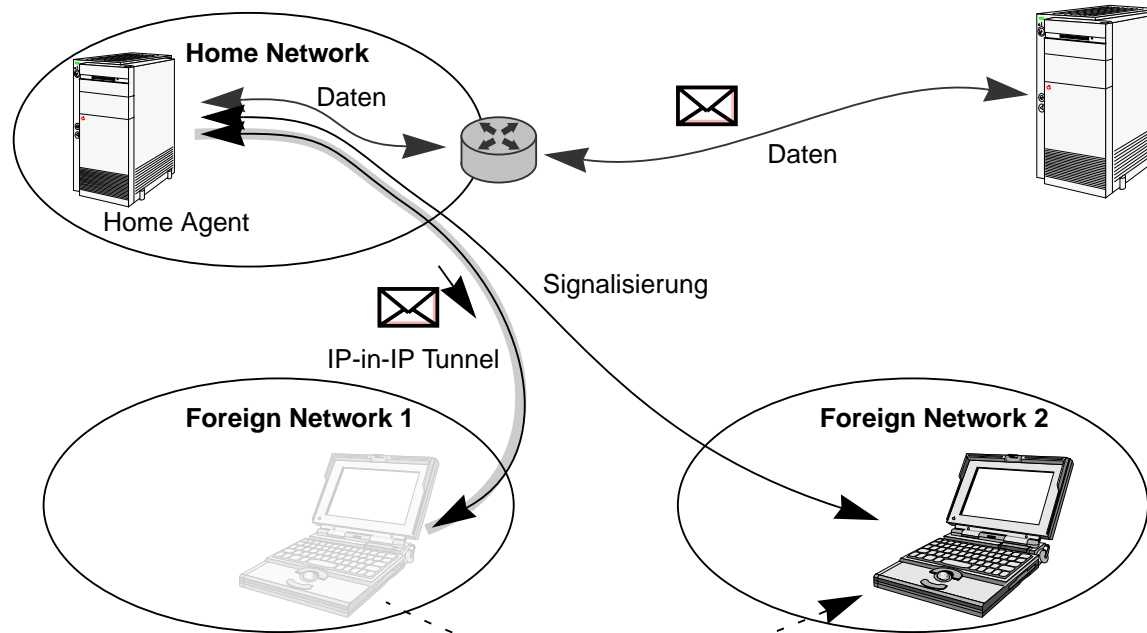 Home Network
Daten
Daten
Home Agent
Signalisierung
IP-in-IP Tunnel
Foreign Network 1
Foreign Network 2